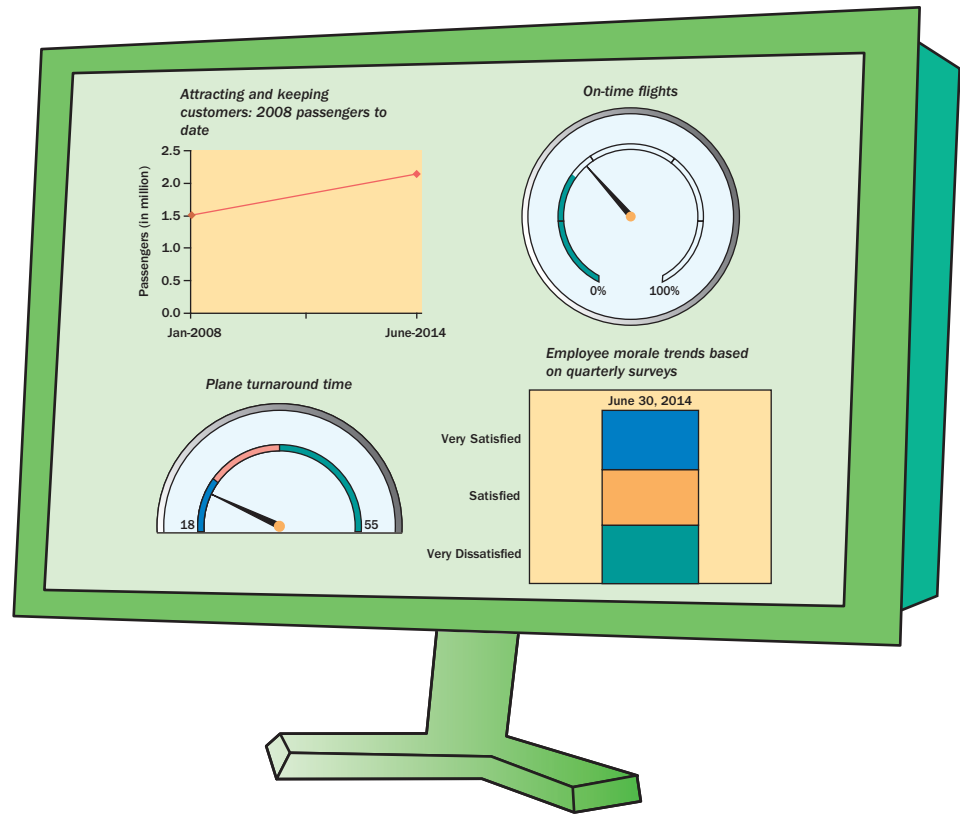 Attracting and keeping
customers: 2008 passengers to
date
Passengers (in million)
2.5
2.0
1.5
1.0
0.5
0.0
Jan-2008
June-2014
On-time flights
0%
100%
Plane turnaround time
18
55
Employee morale trends based
on quarterly surveys
June 30, 2014
Very Satisfied
Satisfied
Very Dissatisfied